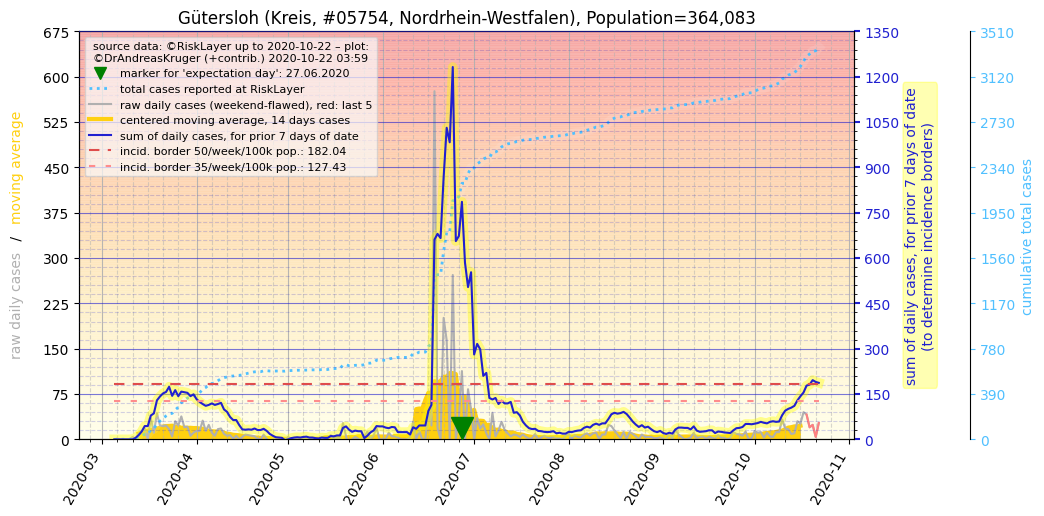 Gütersloh (Kreis, #05754, Nordrhein-Westfalen), Population=364,083
source data: ©RiskLayer up to 2020-10-22 – plot:
©DrAndreasKruger (+contrib.) 2020-10-22 03:59
marker for 'expectation day': 27.06.2020
total cases reported at RiskLayer
raw daily cases (weekend-flawed), red: last 5
centered moving average, 14 days cases
sum of daily cases, for prior 7 days of date
incid. border 50/week/100k pop.: 182.04
incid. border 35/week/100k pop.: 127.43
raw daily cases / moving average
675
600
525
450
375
300
225
150
75
0
2020-03
2020-04
2020-05
2020-06
2020-07
2020-08
2020-09
2020-10
2020-11
1350
1200
1050
900
750
600
450
300
150
0
sum of daily cases, for prior 7 days of date
(to determine incidence borders)
3510
3120
2730
2340
1950
1560
1170
780
390
0
cumulative total cases